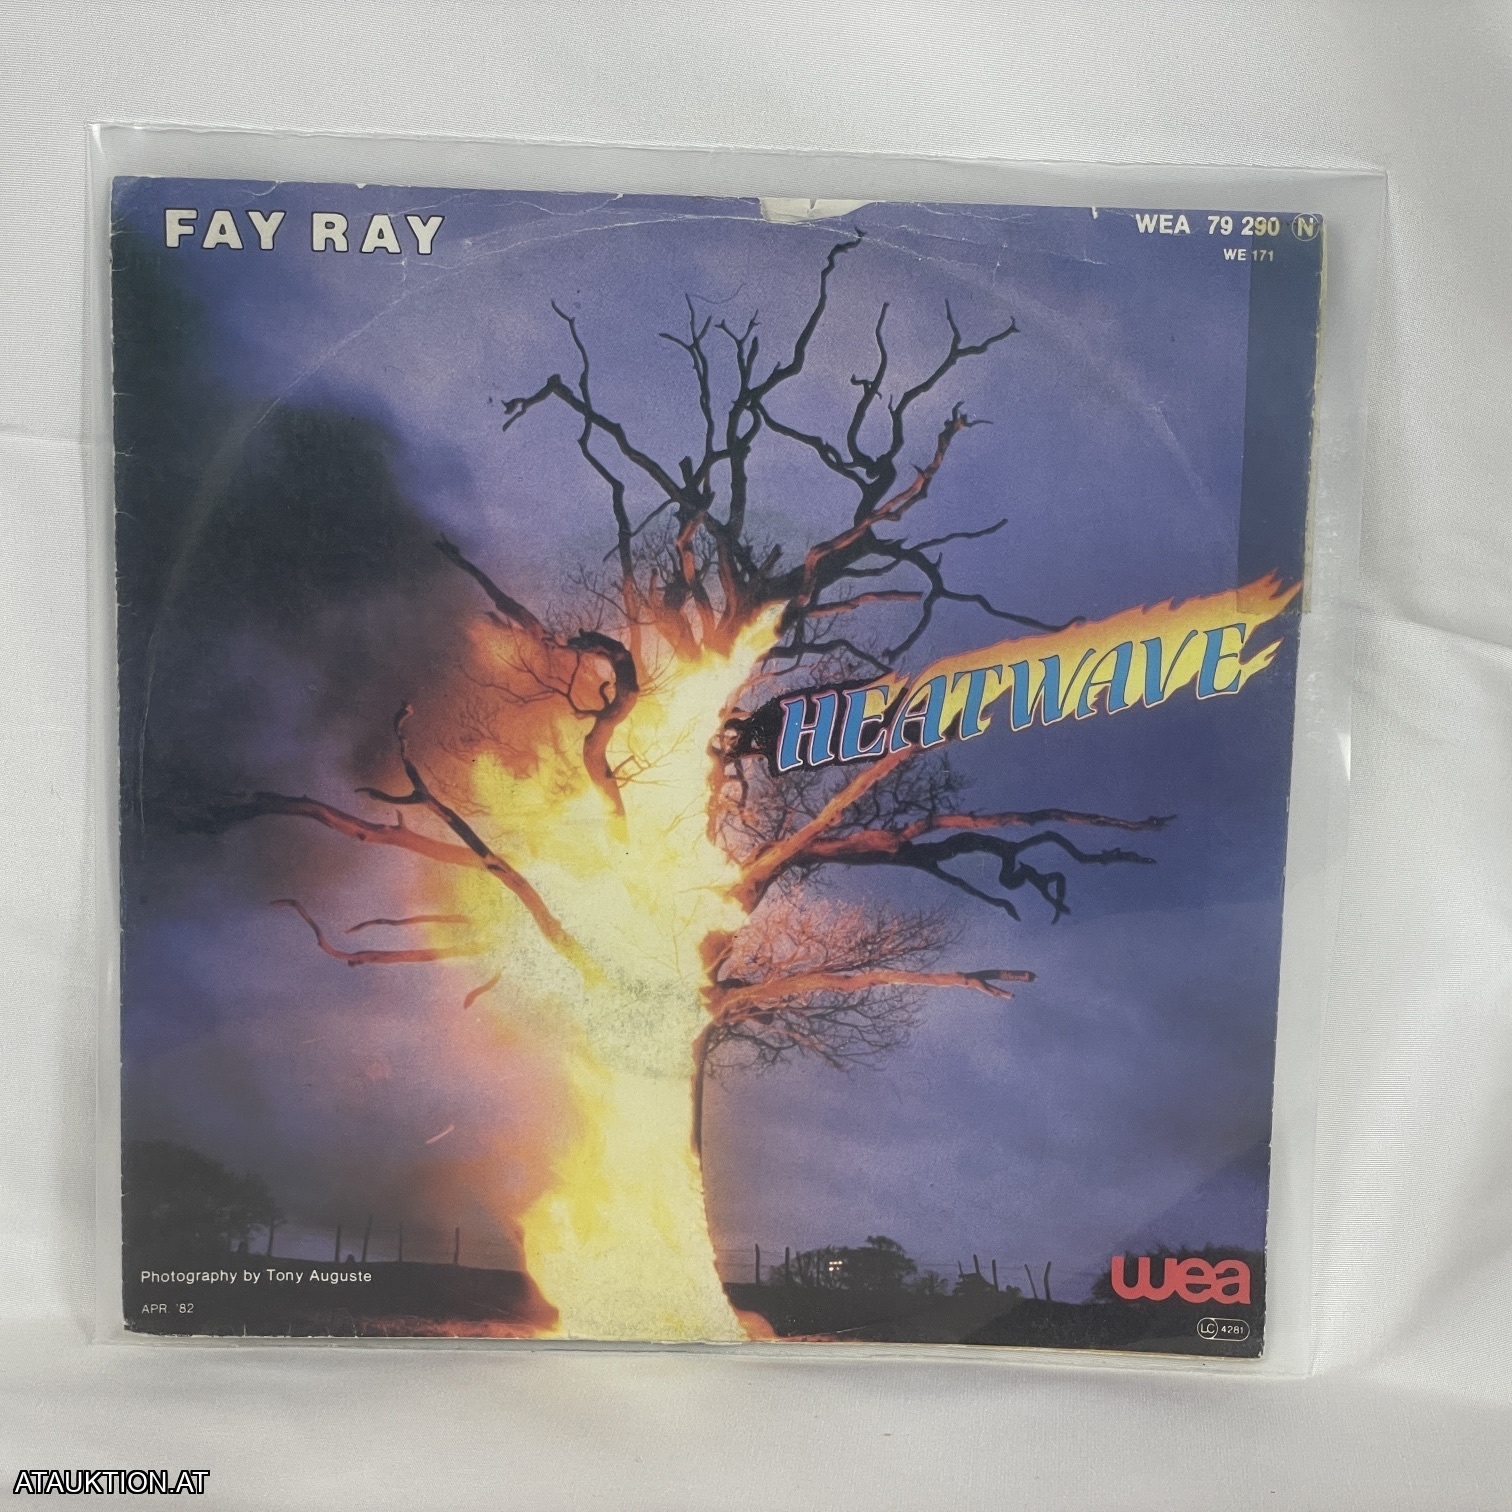 FAY RAY
WEA 79 290 N
WE 171
HEATWAVE
Photography by Tony Auguste
APR. '82
wea
LC 4281
ATAUKTION.AT